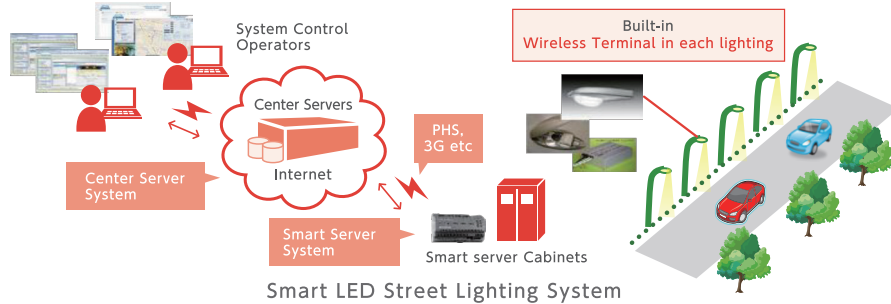 System Control
Operators
Built-in
Wireless Terminal in each lighting
Center Servers
Internet
PHS,
3G etc
Center Server
System
Smart Server
System
Smart server Cabinets
Smart LED Street Lighting System